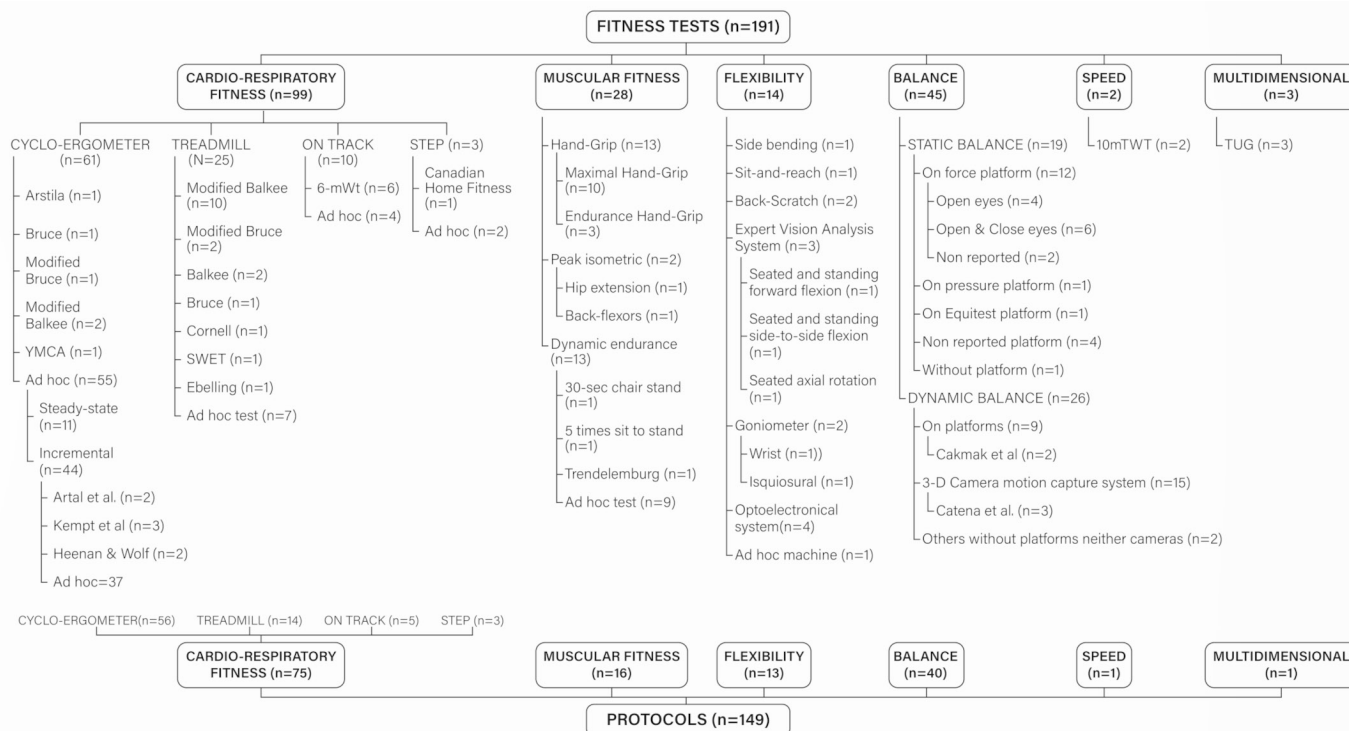 FITNESS TESTS (n=191)
CARDIO-RESPIRATORY
FITNESS (n=99)
CYCLO-ERGOMETER
(n=61)
Arstila (n=1)
Bruce (n=1)
Modified
Bruce (n=1)
Modified
Balkee (n=2)
YMCA (n=1)
Ad hoc (n=55)
Steady-state
(n=11)
Incremental
(n=44)
Artal et al. (n=2)
Kempt et al (n=3)
Heenan & Wolf (n=2)
Ad hoc=37
TREADMILL
(N=25)
Modified Balkee
(n=10)
Modified Bruce
(n=2)
Balkee (n=2)
Bruce (n=1)
Cornell (n=1)
SWET (n=1)
Ebelling (n=1)
Ad hoc test (n=7)
ON TRACK
(n=10)
6-mWt (n=6)
Ad hoc (n=4)
STEP (n=3)
Canadian
Home Fitness
(n=1)
Ad hoc (n=2)
MUSCULAR FITNESS
(n=28)
Hand-Grip (n=13)
Maximal Hand-Grip
(n=10)
Endurance Hand-Grip
(n=3)
Peak isometric (n=2)
Hip extension (n=1)
Back-flexors (n=1)
Dynamic endurance
(n=13)
30-sec chair stand
(n=1)
5 times sit to stand
(n=1)
Trendelemburg (n=1)
Ad hoc test (n=9)
FLEXIBILITY
(n=14)
Side bending (n=1)
Sit-and-reach (n=1)
Back-Scratch (n=2)
Expert Vision Analysis
System (n=3)
Seated and standing
forward flexion (n=1)
Seated and standing
side-to-side flexion
(n=1)
Seated axial rotation
(n=1)
Goniometer (n=2)
Wrist (n=1))
Isquiosural (n=1)
Optoelectronical
system(n=4)
Ad hoc machine (n=1)
BALANCE
(n=45)
STATIC BALANCE (n=19)
On force platform (n=12)
Open eyes (n=4)
Open & Close eyes (n=6)
Non reported (n=2)
On pressure platform (n=1)
On Equitest platform (n=1)
Non reported platform (n=4)
Without platform (n=1)
DYNAMIC BALANCE (n=26)
On platforms (n=9)
Cakmak et al (n=2)
3-D Camera motion capture system (n=15)
Catena et al. (n=3)
Others without platforms neither cameras (n=2)
SPEED
(n=2)
10mTWT (n=2)
MULTIDIMENSIONAL
(n=3)
TUG (n=3)
CYCLO-ERGOMETER(n=56)
TREADMILL (n=14)
ON TRACK (n=5)
STEP (n=3)
CARDIO-RESPIRATORY
FITNESS (n=75)
MUSCULAR FITNESS
(n=16)
FLEXIBILITY
(n=13)
BALANCE
(n=40)
SPEED
(n=1)
MULTIDIMENSIONAL
(n=1)
PROTOCOLS (n=149)